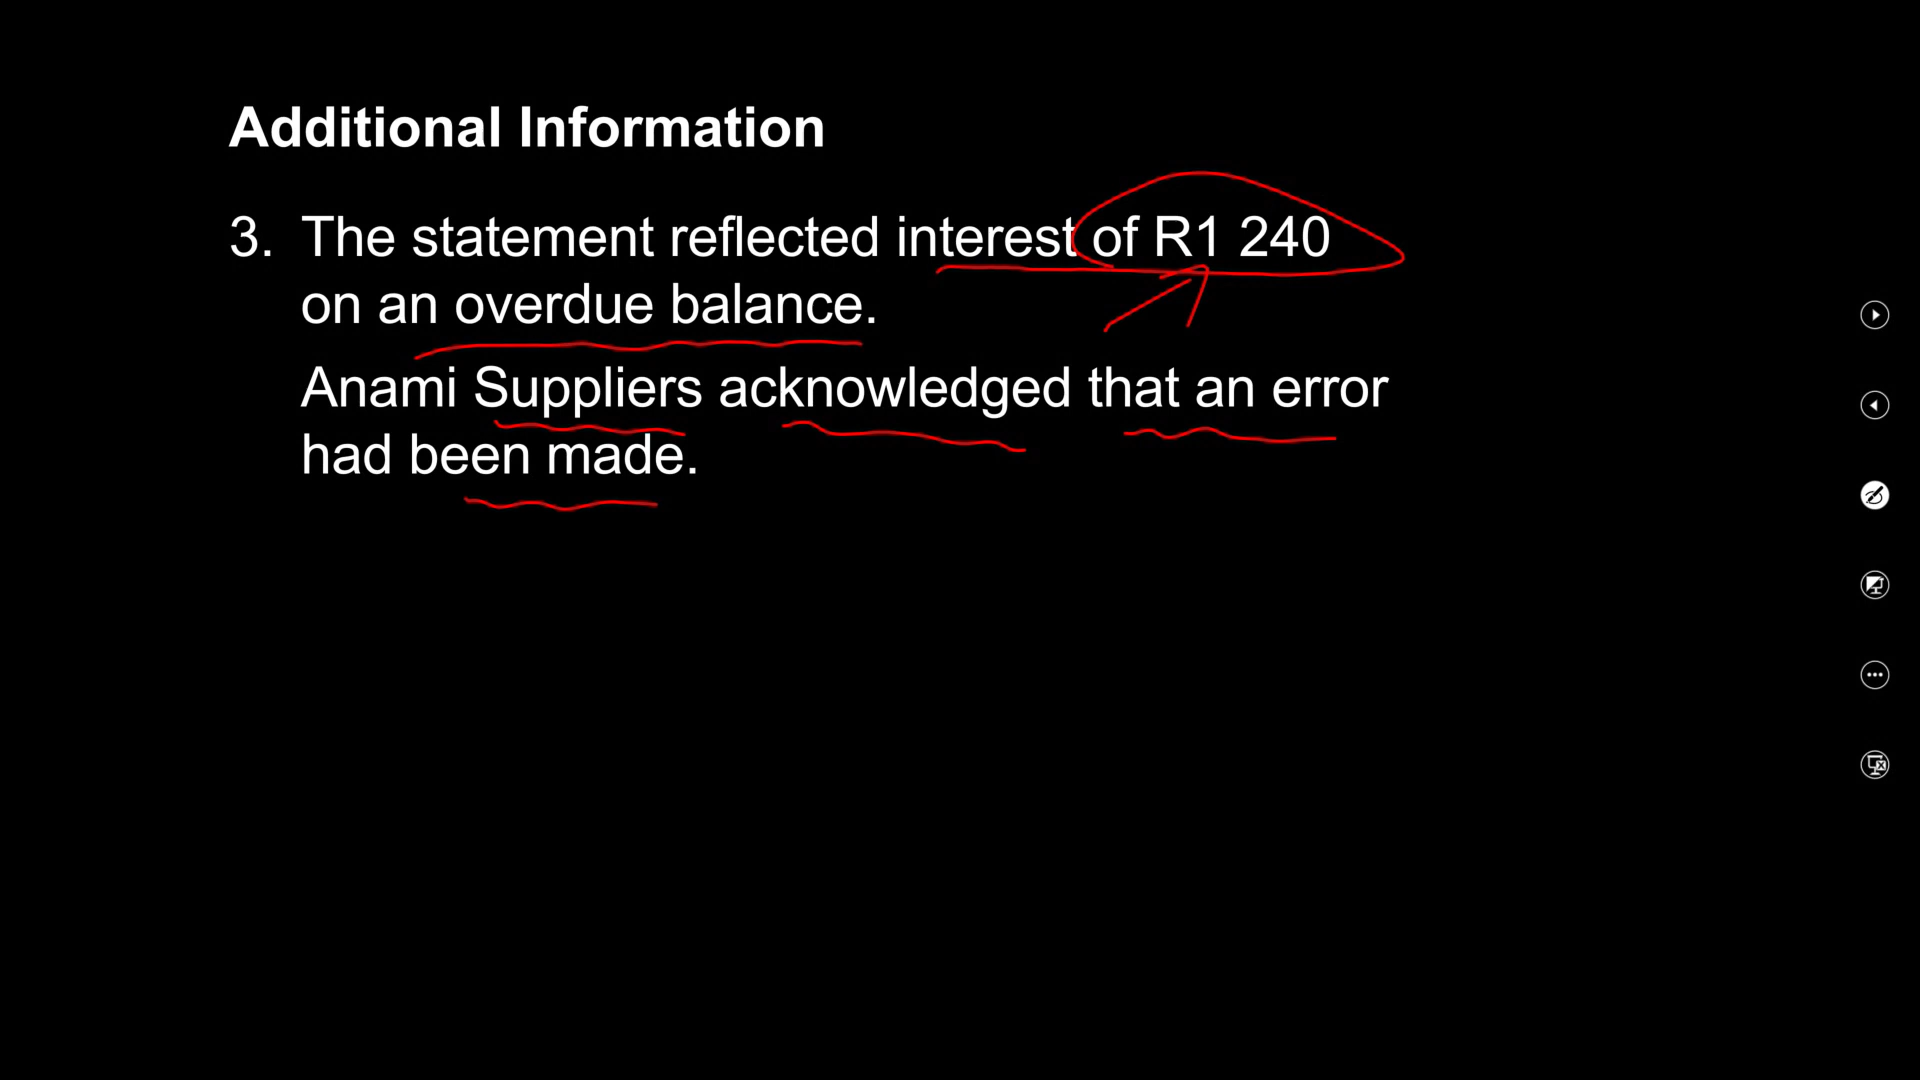 Additional Information
3. The statement reflected interest of R1 240
on an overdue balance.
Anami Suppliers acknowledged that an error
had been made.